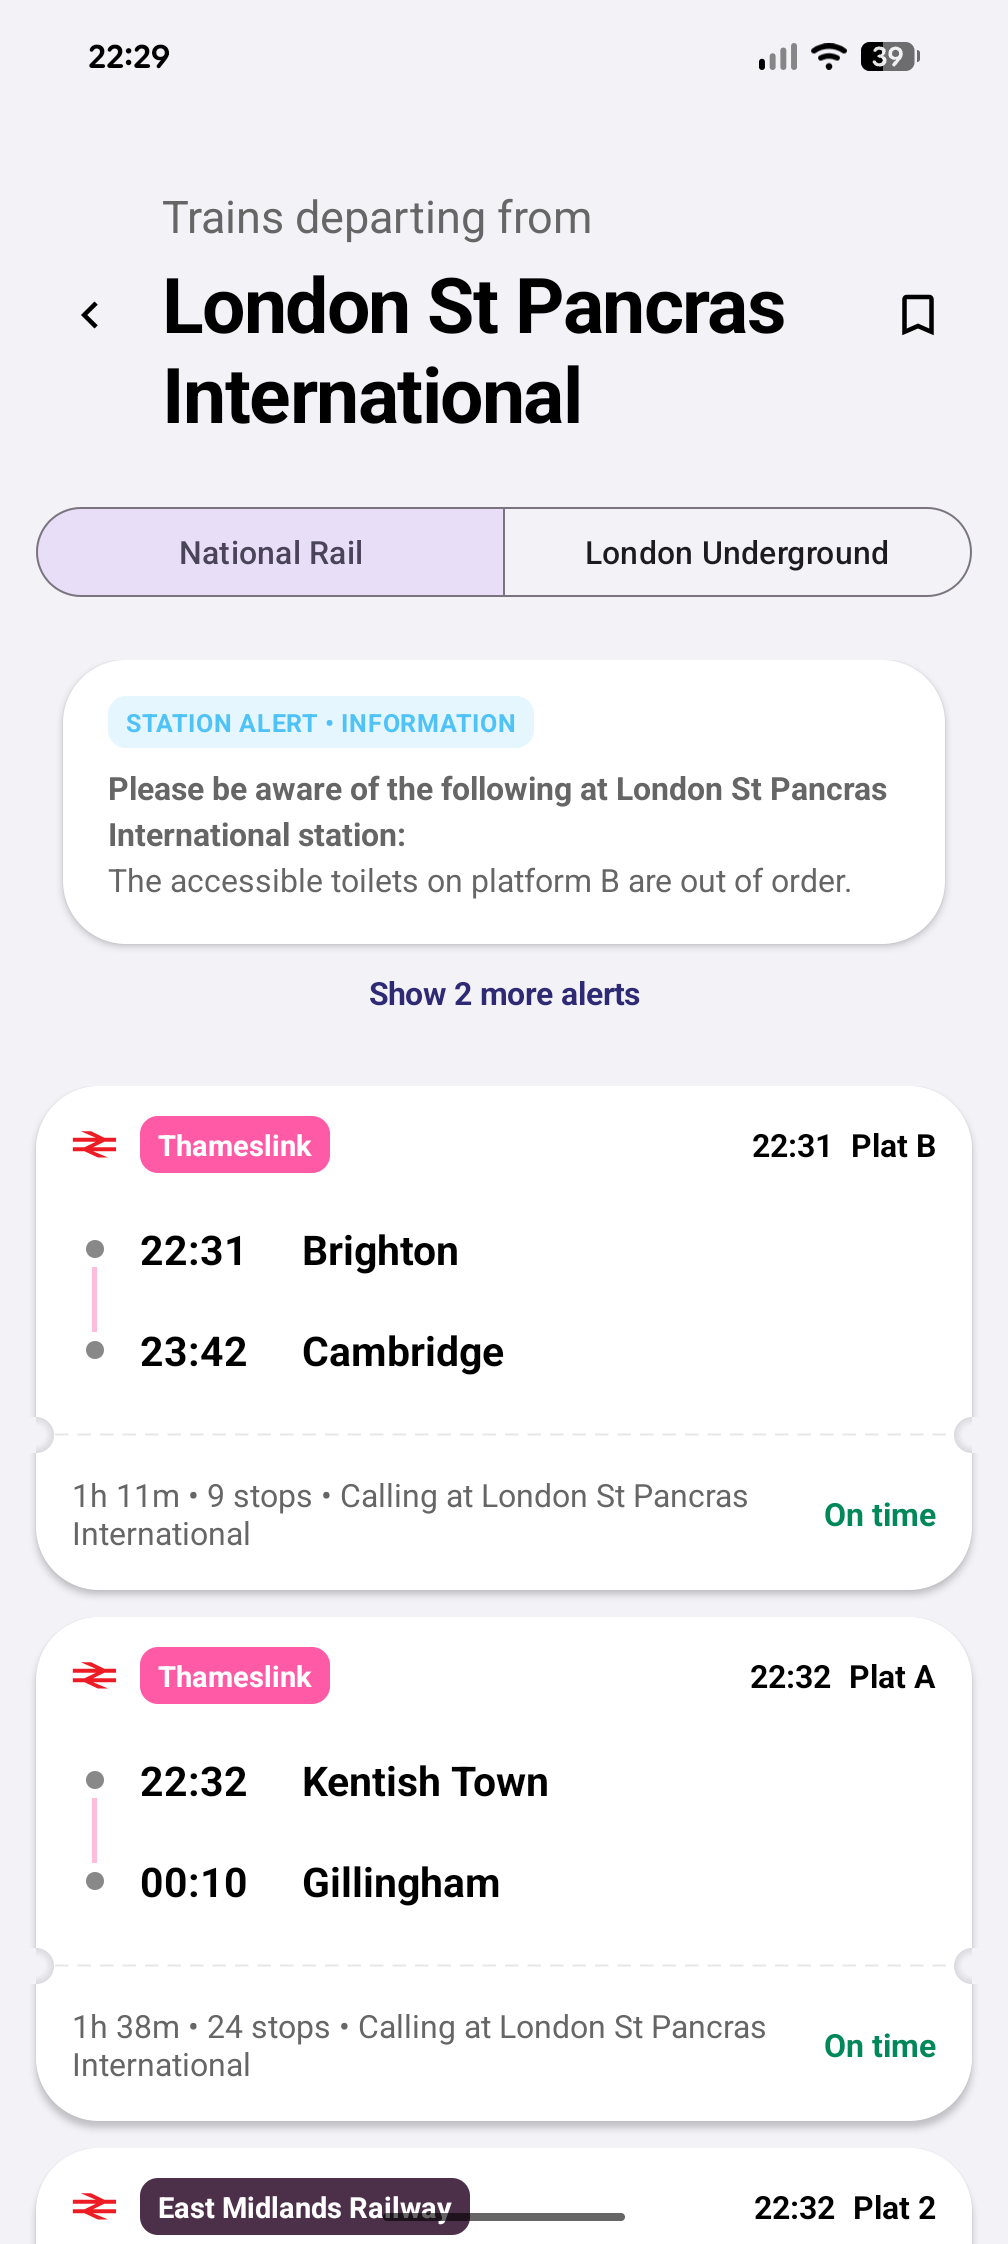 22:29
39
Trains departing from
London St Pancras
International
National Rail
London Underground
STATION ALERT • INFORMATION
Please be aware of the following at London St Pancras
International station:
The accessible toilets on platform B are out of order.
Show 2 more alerts
Thameslink
22:31 Plat B
22:31 Brighton
23:42 Cambridge
1h 11m • 9 stops • Calling at London St Pancras
International
On time
Thameslink
22:32 Plat A
22:32 Kentish Town
00:10 Gillingham
1h 38m • 24 stops • Calling at London St Pancras
International
On time
East Midlands Railway
22:32 Plat 2